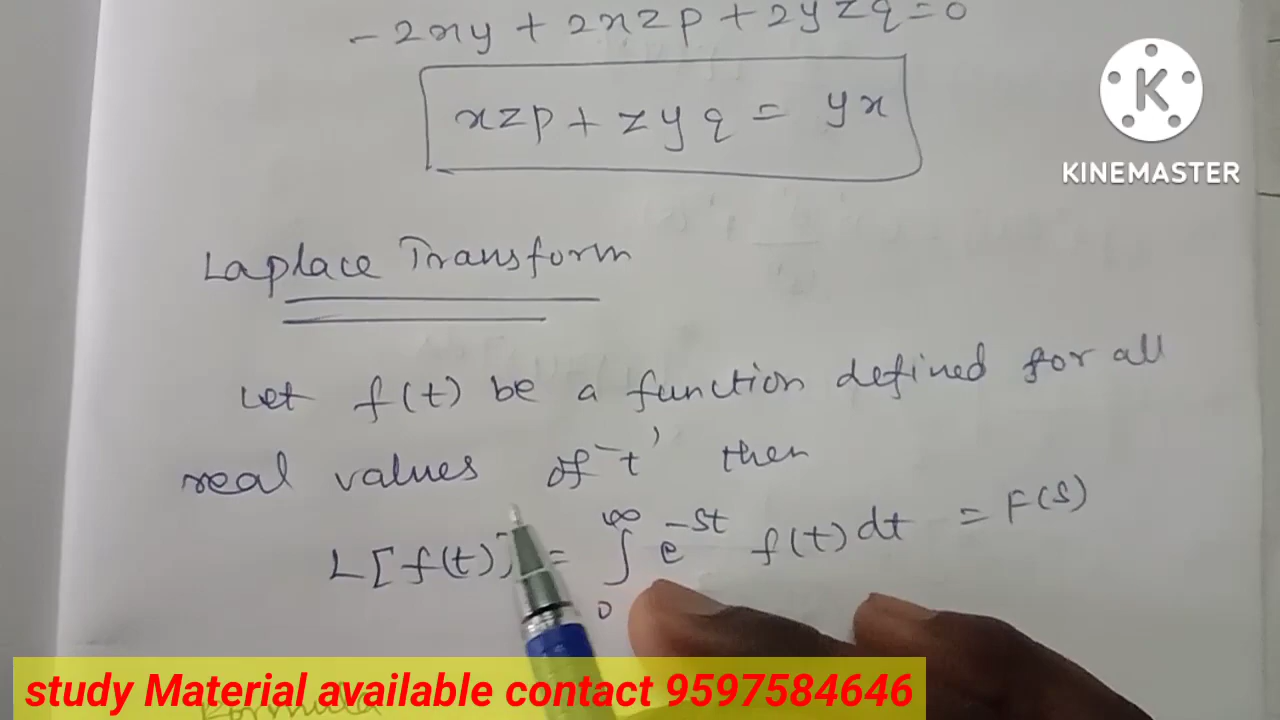 - 2xy + 2xzp + 2yzq = 0
xzp + zyq = yx
K
KINEMASTER
Laplace Transform
Let f(t) be a function defined for all
real values of 't' then
L[f(t)] = ∫₀^∞ e^-st f(t) dt = F(s)
study Material available contact 9597584646